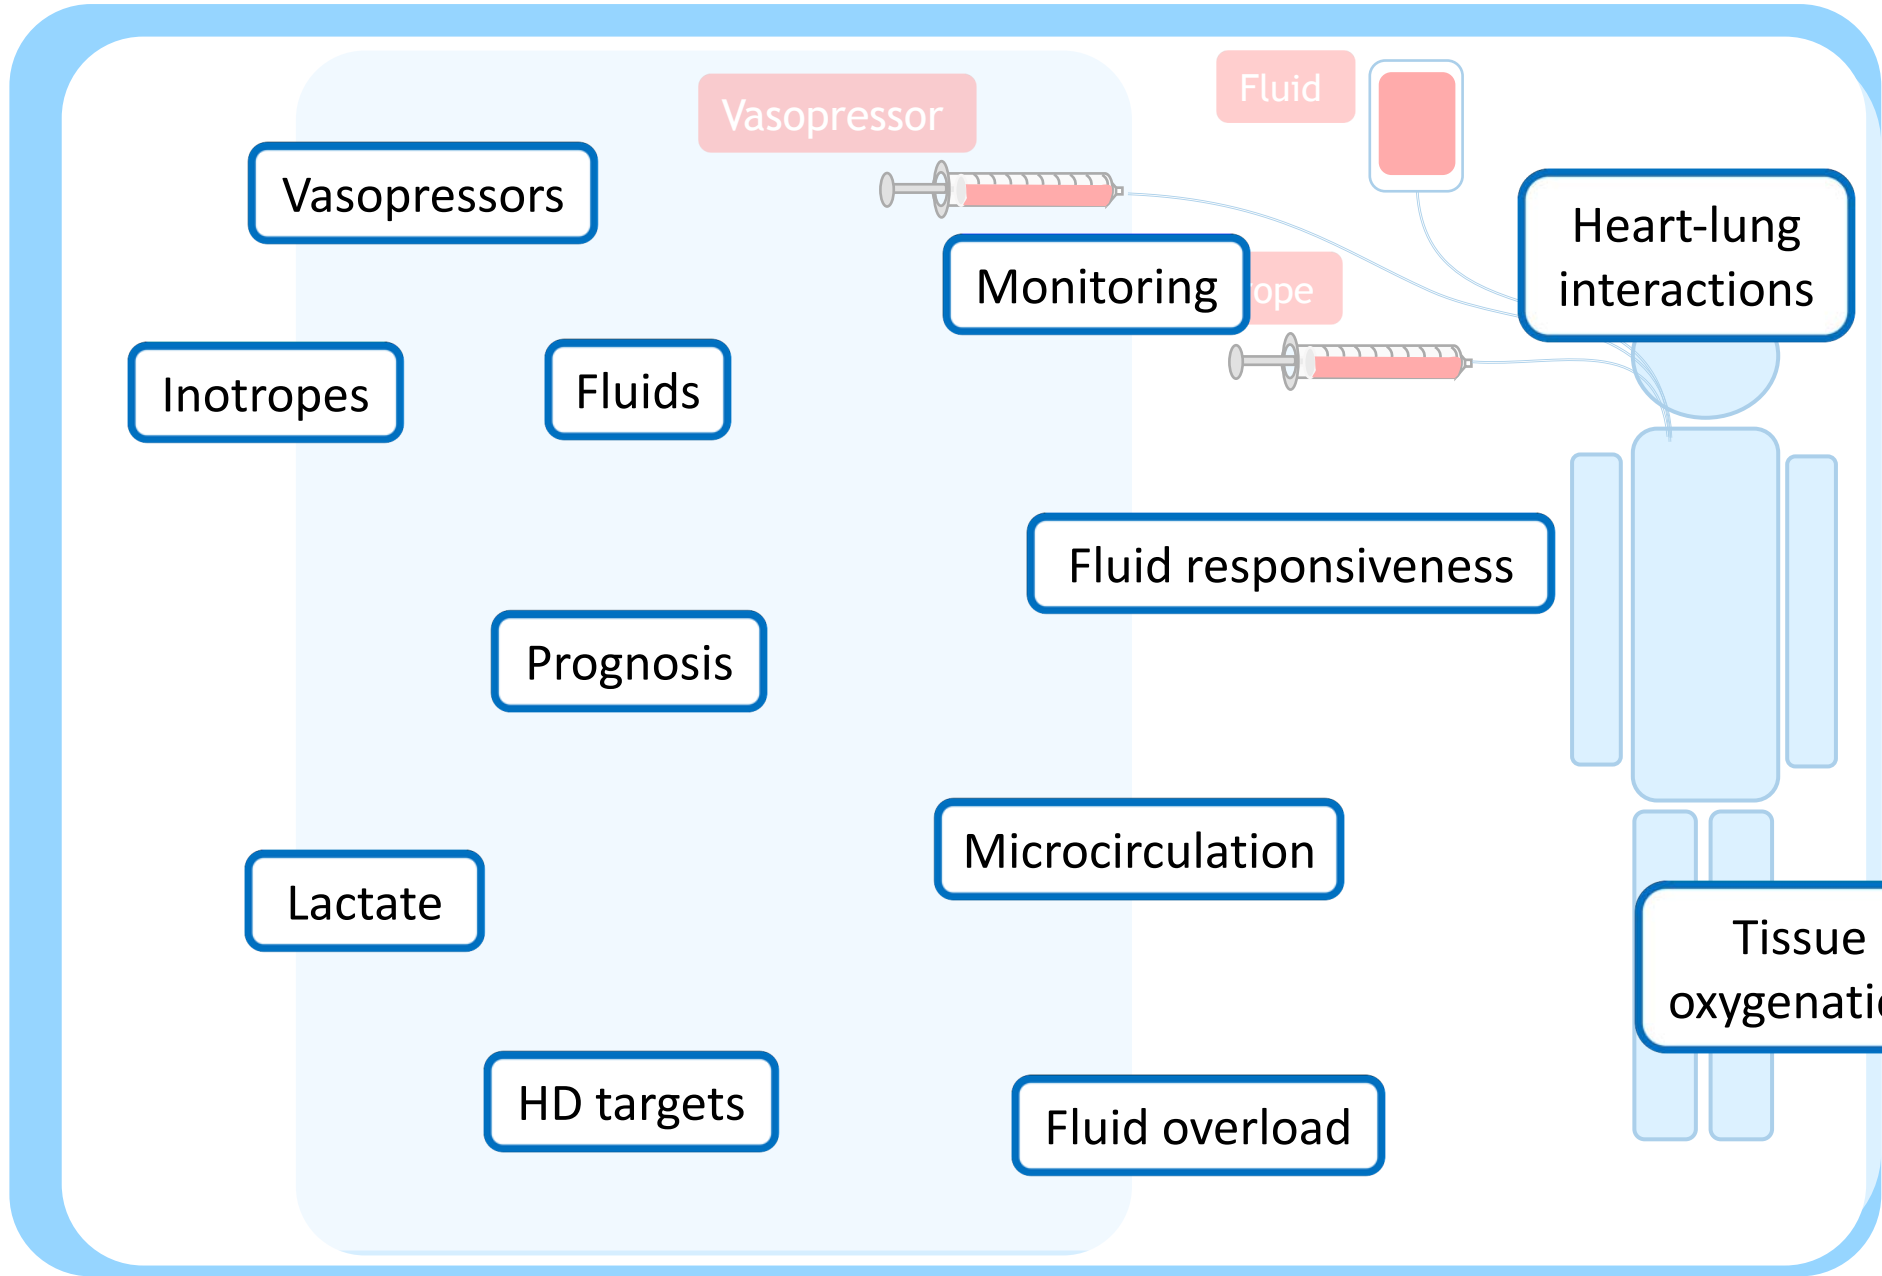 Fluid
Vasopressor
Vasopressors
Heart-lung
interactions
Monitoring
rope
Inotropes
Fluids
Fluid responsiveness
Prognosis
Microcirculation
Lactate
Tissue
HD targets
Fluid overload